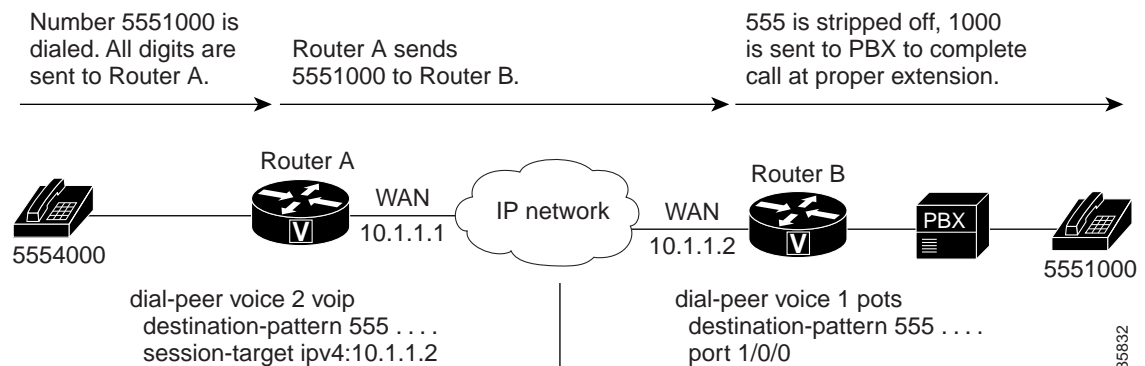 Number 5551000 is
dialed. All digits are
sent to Router A.
Router A sends
5551000 to Router B.
555 is stripped off, 1000
is sent to PBX to complete
call at proper extension.
Router A
WAN
10.1.1.1
V
5554000
IP network
Router B
WAN
10.1.1.2
V
PBX
5551000
dial-peer voice 2 voip
destination-pattern 555 . . . .
session-target ipv4:10.1.1.2
dial-peer voice 1 pots
destination-pattern 555 . . . .
port 1/0/0
35832